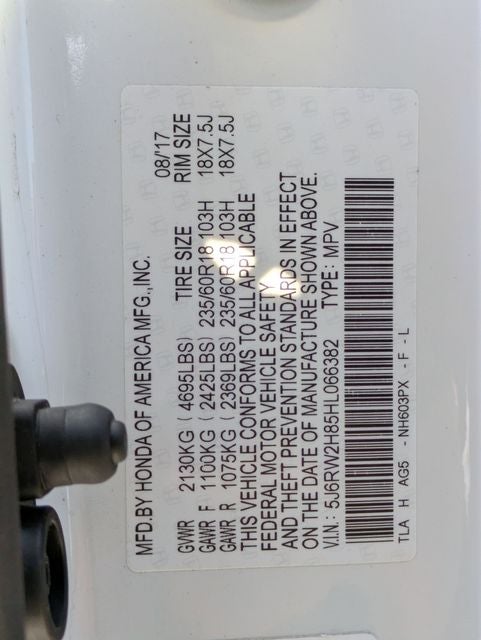 MFD.BY HONDA OF AMERICA MFG.,INC. 08/'17
GVWR 2130KG ( 4695LBS) TIRE SIZE RIM SIZE
GAWR F 1100KG ( 2425LBS) 235/60R18 103H 18X7.5J
GAWR R 1075KG ( 2369LBS) 235/60R18 103H 18X7.5J
THIS VEHICLE CONFORMS TO ALL APPLICABLE
FEDERAL MOTOR VEHICLE SAFETY
AND THEFT PREVENTION STANDARDS IN EFFECT
ON THE DATE OF MANUFACTURE SHOWN ABOVE.
V.I.N: 5J6RW2H85HL066382 TYPE: MPV
TLA H AG5 -NH603PX -F -L